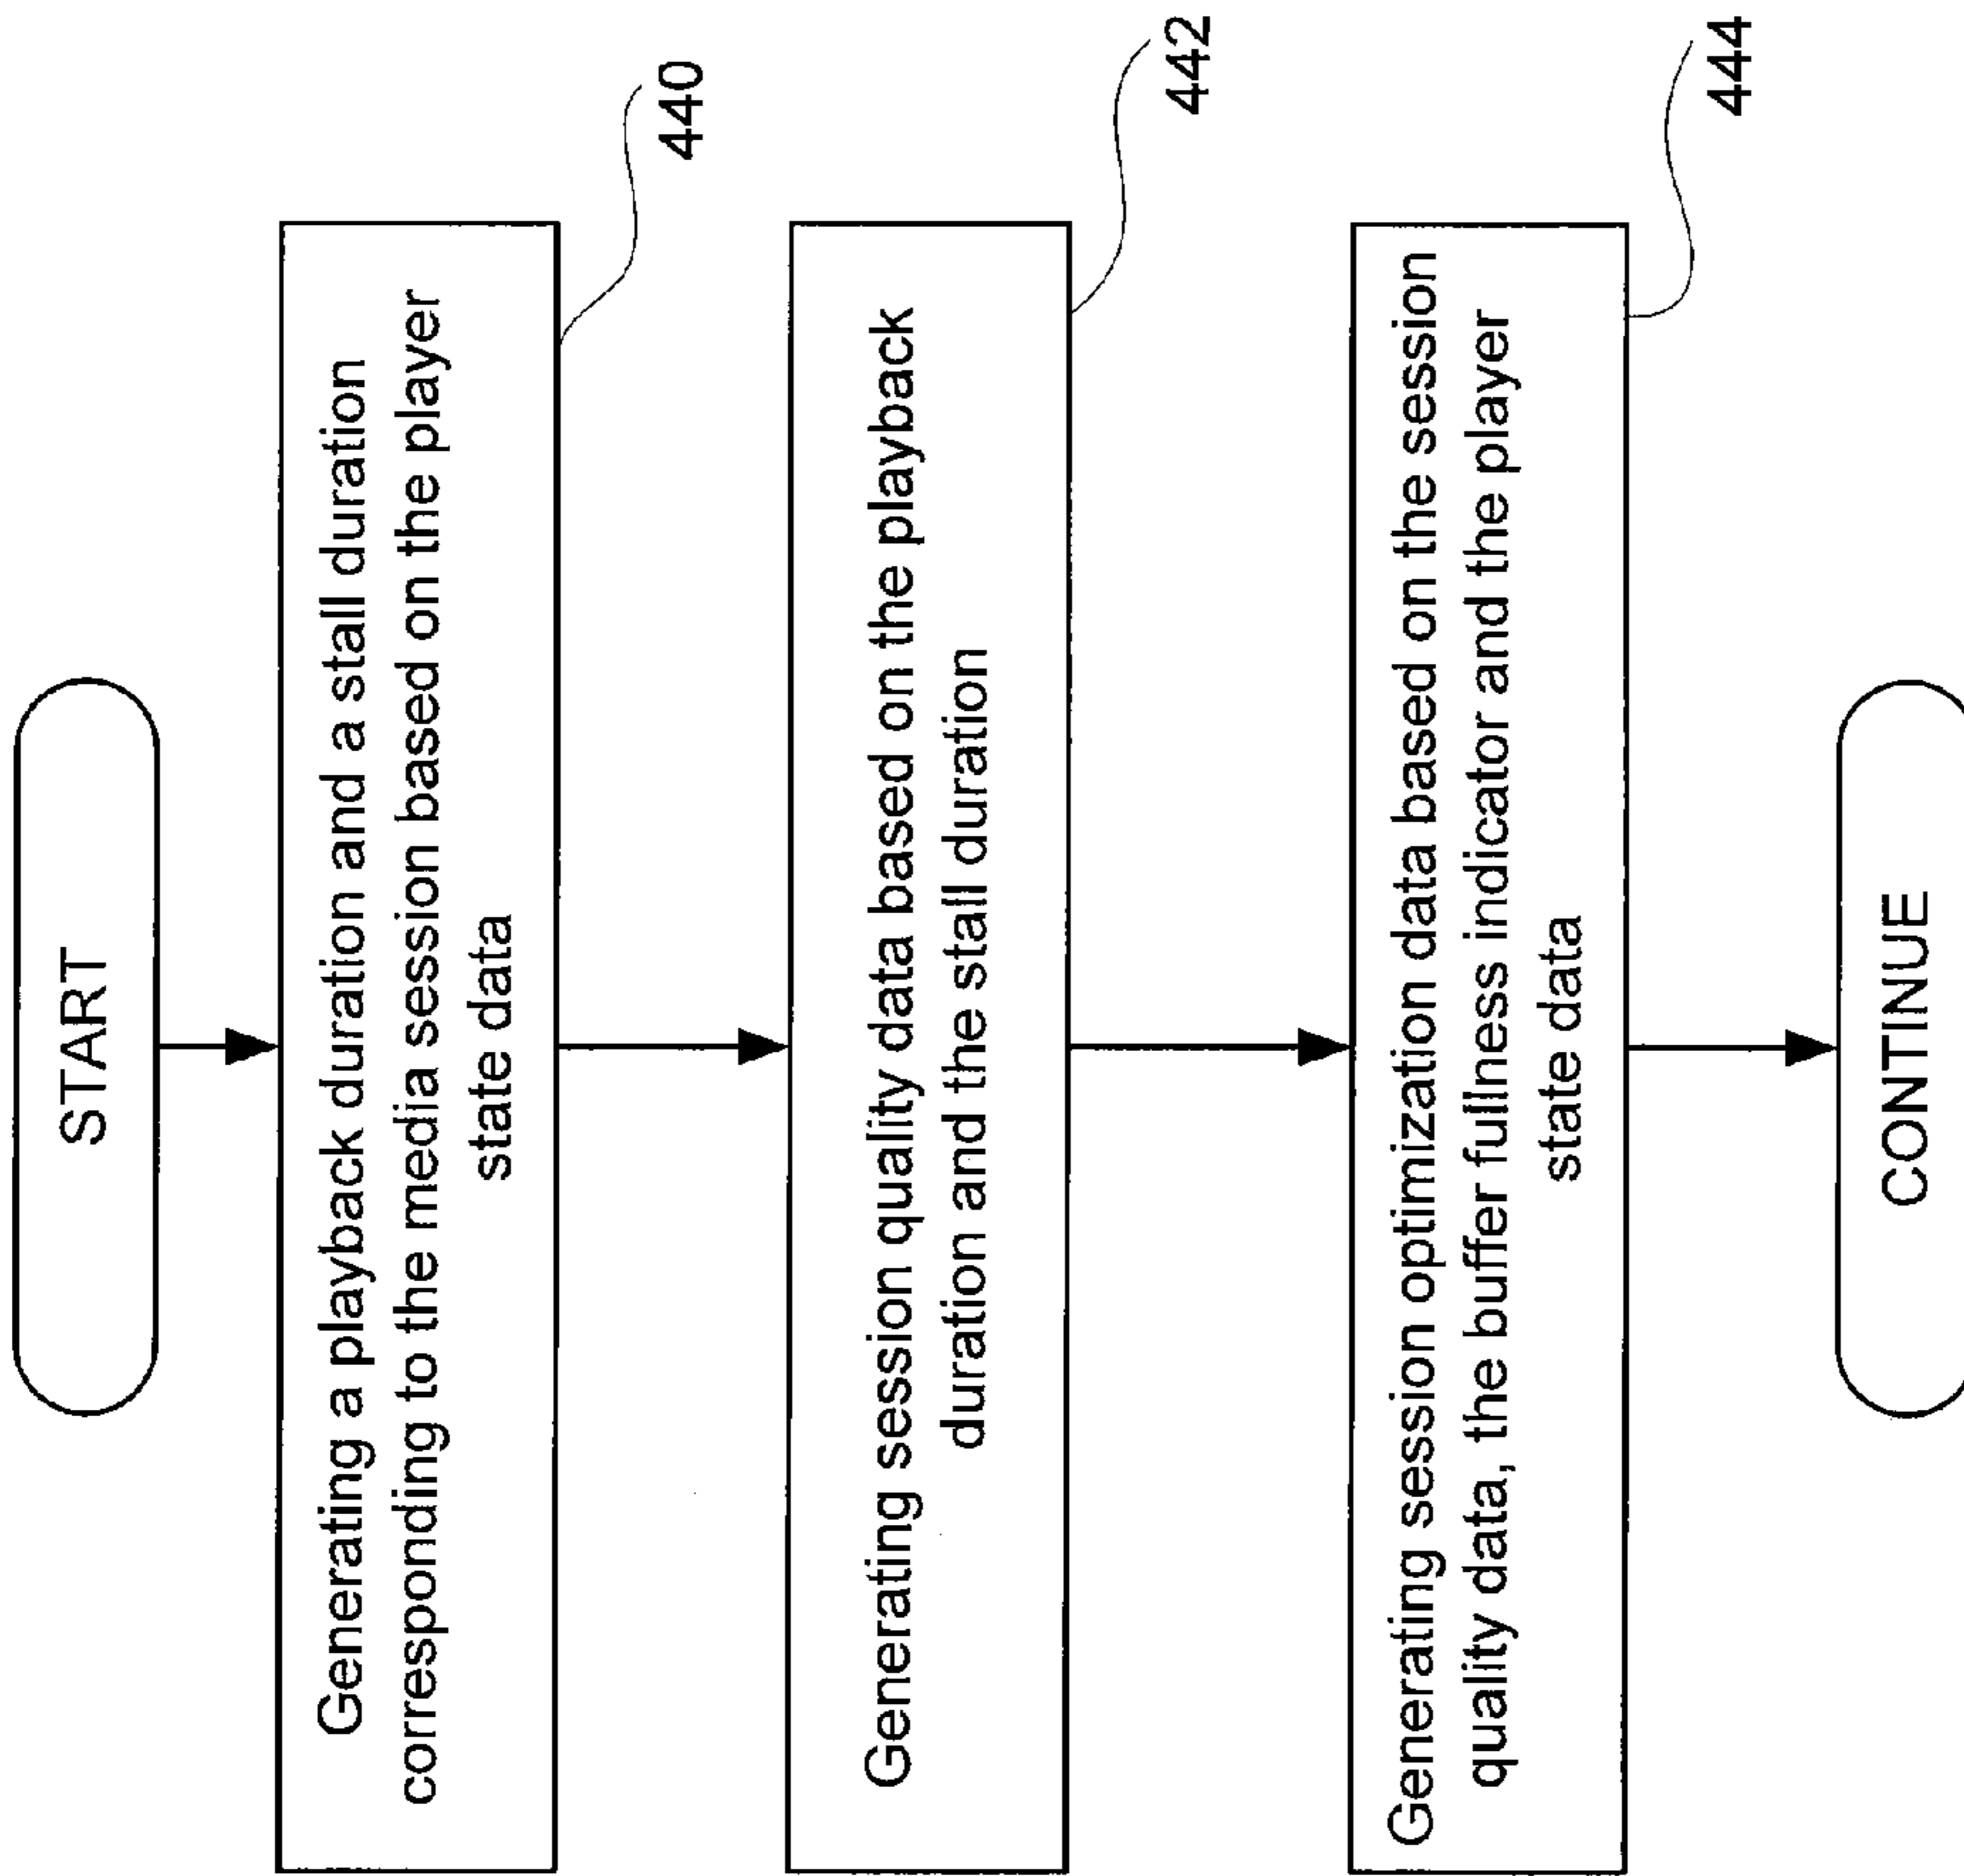 START
Generating a playback duration and a stall duration
corresponding to the media session based on the player
state data
440
Generating session quality data based on the playback
duration and the stall duration
442
Generating session optimization data based on the session
quality data, the buffer fullness indicator and the player
state data
444
CONTINUE